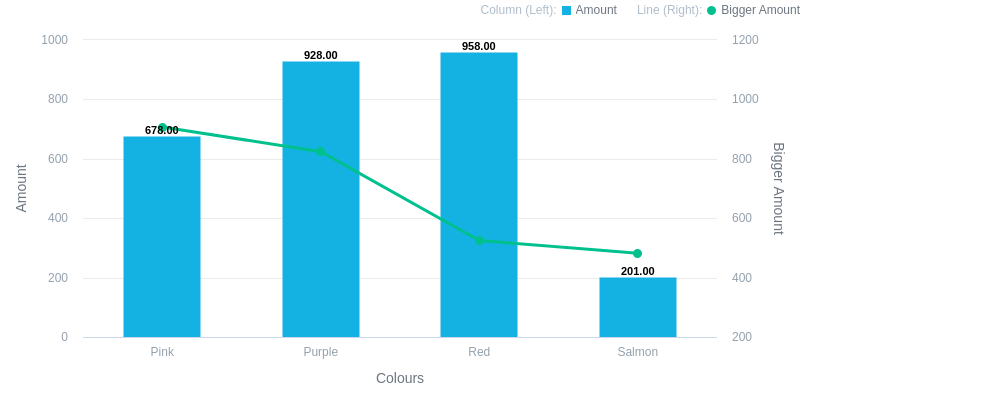 Column (Left): Amount Line (Right): Bigger Amount
1000 1200
958.00
928.00
800 1000
678.00
600 800
Amount
Bigger Amount
400 600
201.00
200 400
0 200
Pink Purple Red Salmon
Colours